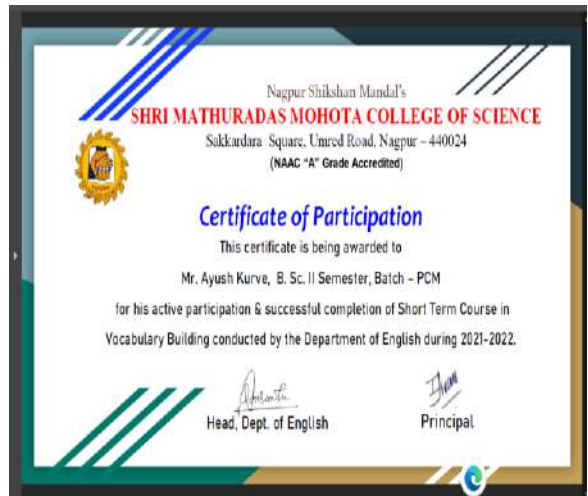 Nagpur Shikshan Mandal's
SHRI MATHURADAS MOHOTA COLLEGE OF SCIENCE
Sakkardara Square, Umred Road, Nagpur – 440024
(NAAC "A" Grade Accredited)
Certificate of Participation
This certificate is being awarded to
Mr. Ayush Kurve, B. Sc. II Semester, Batch - PCM
for his active participation & successful completion of Short Term Course in
Vocabulary Building conducted by the Department of English during 2021-2022.
Head, Dept. of English
Principal